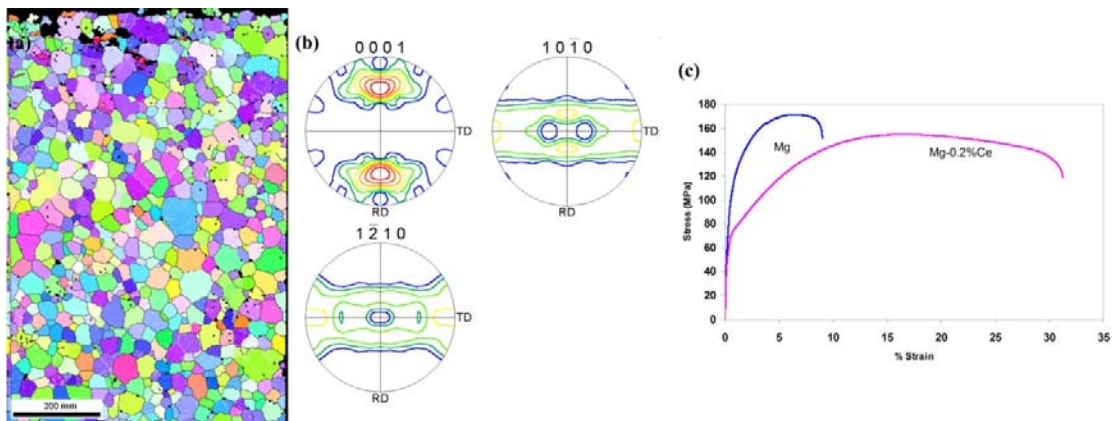 (a)
200 mm
(b)
0 0 0 1
TD
RD
1 0 1̅ 0
TD
RD
1 2̅ 1 0
TD
RD
(c)
Stress [MPa]
180
160
140
120
100
80
60
40
20
0
Mg
Mg-0.2%Ce
0
5
10
15
20
25
30
35
% Strain